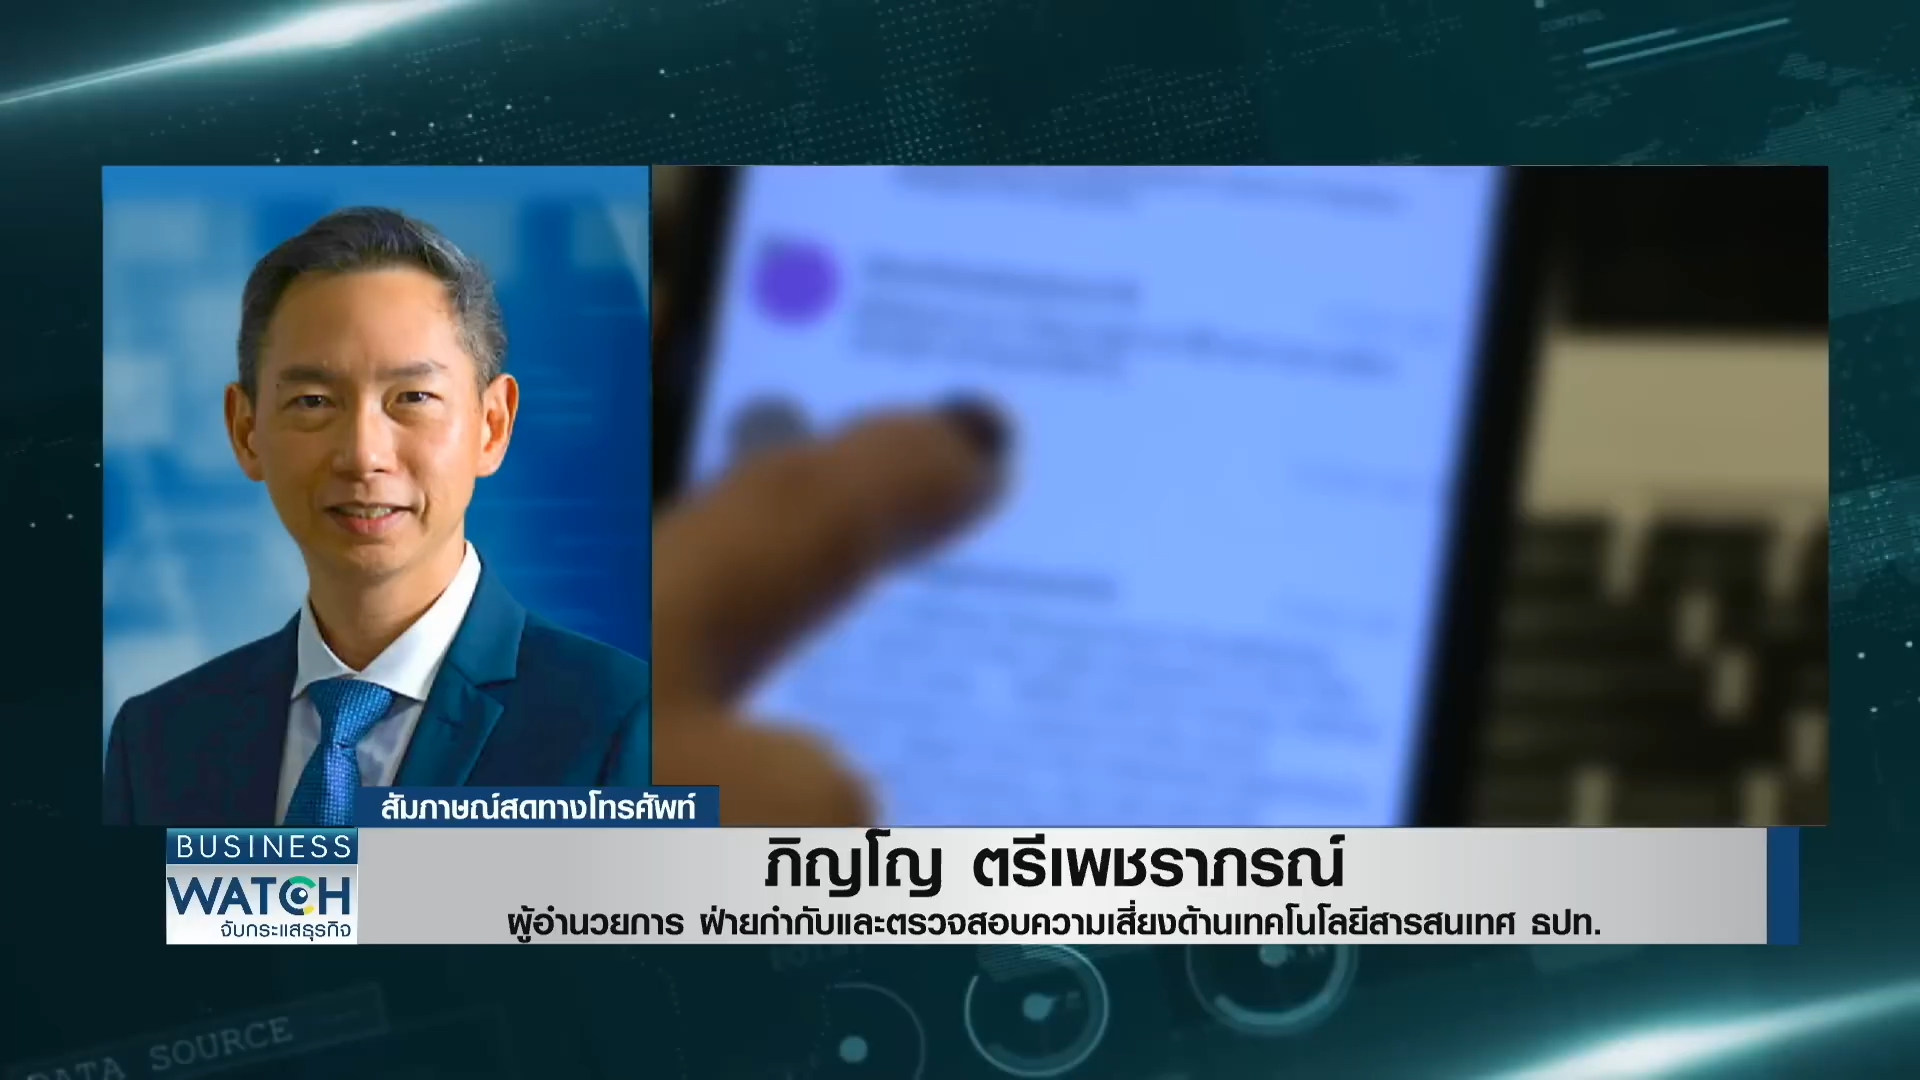 CONTROL
สัมภาษณ์สดทางโทรศัพท์
BUSINESS
WATCH
จับกระแสธุรกิจ
ภิญโญ ตรีเพชราภรณ์
ผู้อำนวยการ ฝ่ายกำกับและตรวจสอบความเสี่ยงด้านเทคโนโลยีสารสนเทศ ธปท.
DATA SOURCE